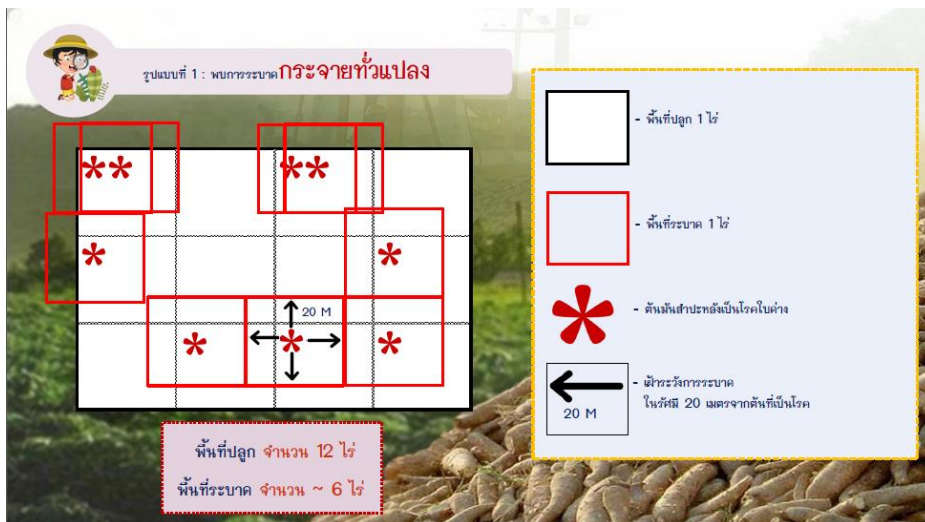 รูปแบบที่ 1 : พบการระบาดกระจายทั่วแปลง
- พื้นที่ปลูก 1 ไร่
- พื้นที่ระบาด 1 ไร่
- ต้นมันสำปะหลังเป็นโรคใบด่าง
20 M
- เฝ้าระวังการระบาด
ในรัศมี 20 เมตรจากต้นที่เป็นโรค
20 M
พื้นที่ปลูก จำนวน 12 ไร่
พื้นที่ระบาด จำนวน ~ 6 ไร่